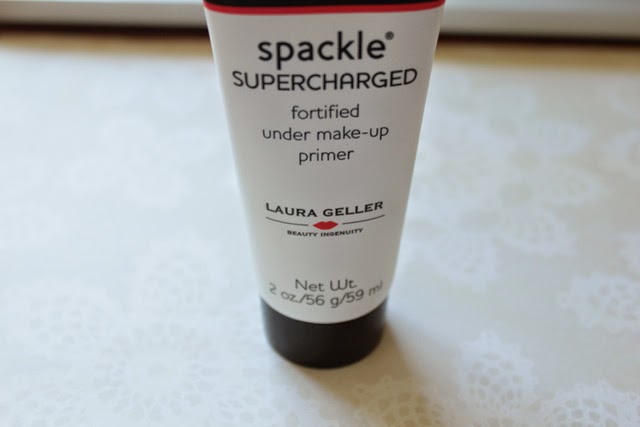 spackle®
SUPERCHARGED
fortified
under make-up
primer
LAURA GELLER
BEAUTY INGENUITY
Net Wt.
2 oz./56 g/59 ml